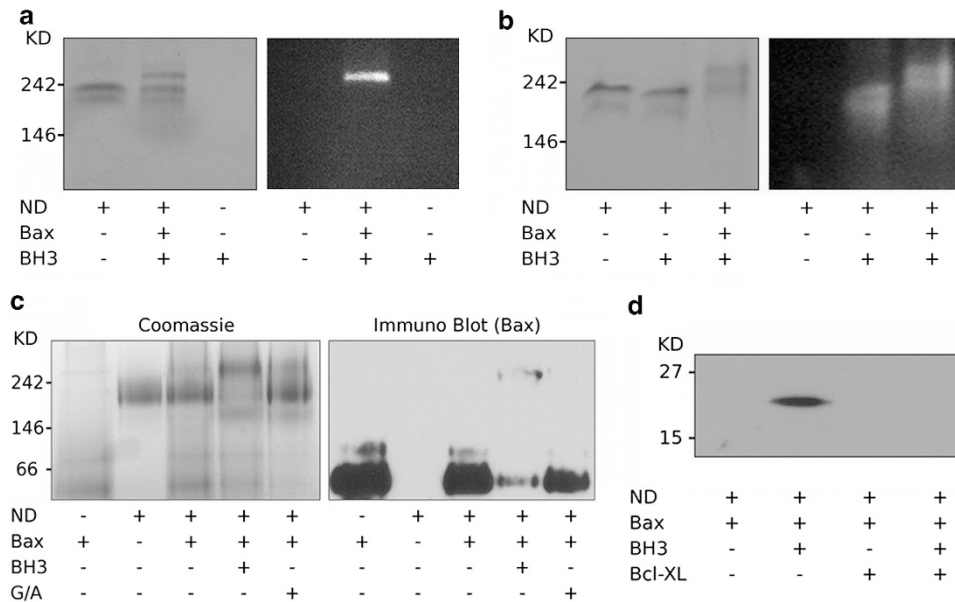 a
KD
242
146
ND + + - + + -
Bax - + - - + -
BH3 - + + - + +
b
KD
242
146
ND + + + + + +
Bax - - + - - +
BH3 - + + - + +
c
Coomassie Immuno Blot (Bax)
KD
242
146
66
ND - + + + + - + + + +
Bax + - + + + + - + + +
BH3 - - - + - - - - + -
G/A - - - - + - - - - +
d
KD
27
15
ND + + + +
Bax + + + +
BH3 - + - +
Bcl-XL - - + +